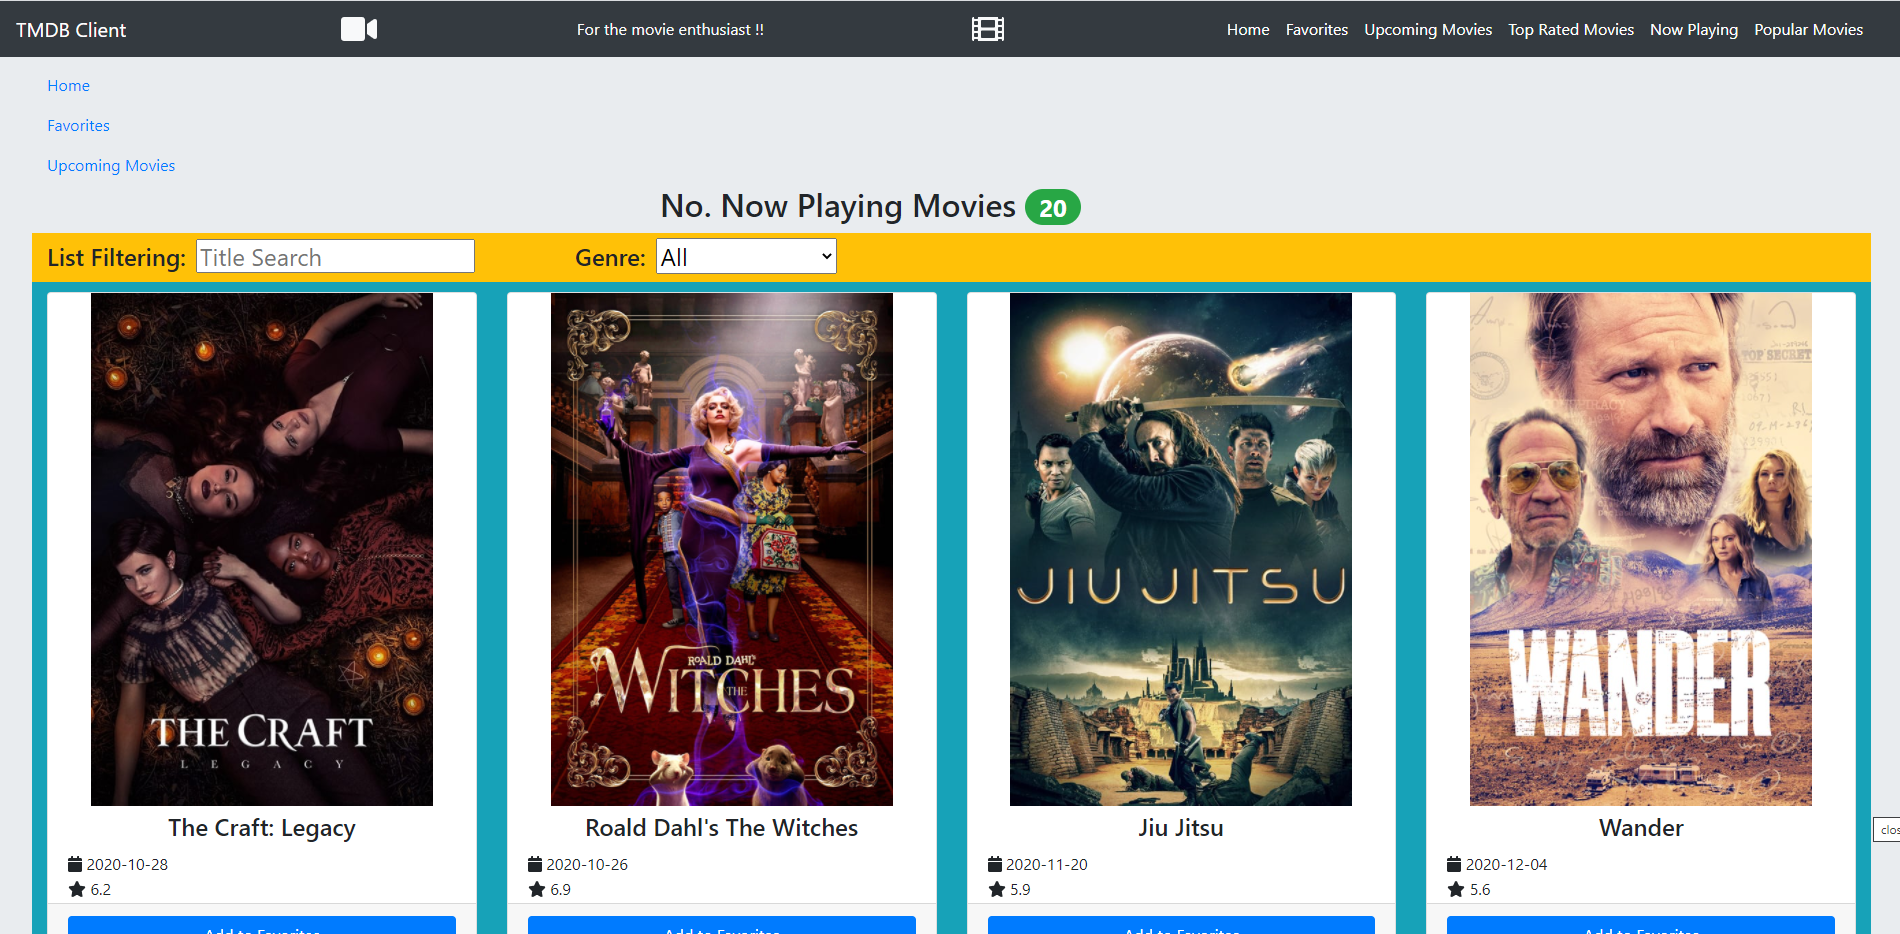 TMDB Client For the movie enthusiast !! Home Favorites Upcoming Movies Top Rated Movies Now Playing Popular Movies
Home
Favorites
Upcoming Movies
No. Now Playing Movies 20
List Filtering: Title Search Genre: All
THE CRAFT
LEGACY
ROALD DAHL'S
THE WITCHES
JIU JITSU
TOP SECRET
WANDER
The Craft: Legacy
2020-10-28
6.2
Roald Dahl's The Witches
2020-10-26
6.9
Jiu Jitsu
2020-11-20
5.9
Wander
2020-12-04
5.6
Add to Favorites
Add to Favorites
Add to Favorites
Add to Favorites